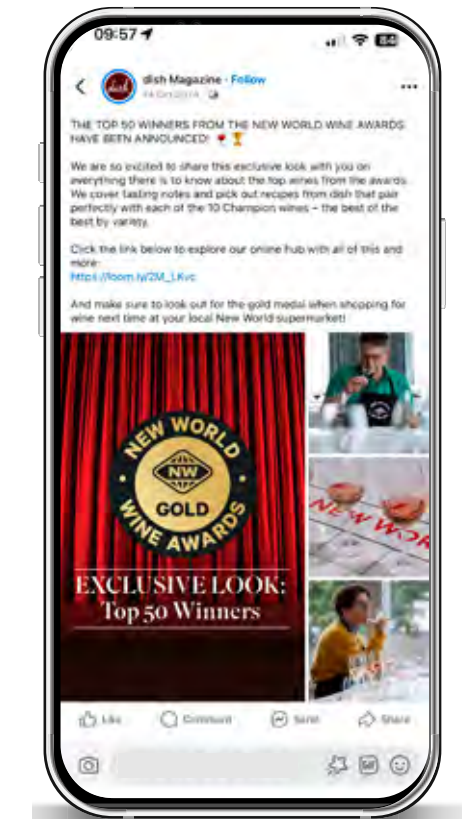 09:57
84
dish Magazine · Follow
THE TOP 50 WINNERS FROM THE NEW WORLD WINE AWARDS
HAVE BEEN ANNOUNCED! 🍷 🏆
We are so excited to share this exclusive look with you on
everything there is to know about the top wines from the awards.
We cover tasting notes and pick out recipes from dish that pair
perfectly with each of the 10 Champion wines – the best of the
best by variety.
Click the link below to explore our online hub with all of this and
more:
https://loom.ly/2M_LKvc
And make sure to look out for the gold medal when shopping for
wine next time at your local New World supermarket!
NEW WORLD
NW
GOLD
WINE AWARDS
EXCLUSIVE LOOK:
Top 50 Winners
NEW WOR
Like
Comment
Send
Share